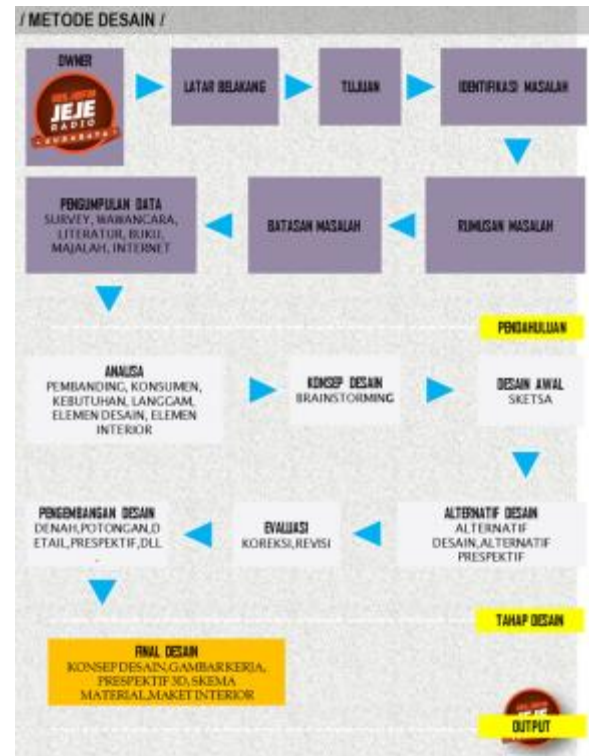 / METODE DESAIN /
OWNER
JEJE
RADIO
SURABAYA
LATAR BELAKANG
TUJUAN
IDENTIFIKASI MASALAH
PENGUMPULAN DATA
SURVEY, WAWANCARA,
LITERATUR, BUKU,
MAJALAH, INTERNET
BATASAN MASALAH
RUMUSAN MASALAH
PENDAHULUAN
ANALISA
PEMBANDING, KONSUMEN,
KEBUTUHAN, LANGGAM,
ELEMEN DESAIN, ELEMEN
INTERIOR
KONSEP DESAIN
BRAINSTORMING
DESAIN AWAL
SKETSA
PENGEMBANGAN DESAIN
DENAH,POTONGAN,D
ETAIL,PRESPEKTIF,DLL
.
EVALUASI
KOREKSI,REVISI
ALTERNATIF DESAIN
ALTERNATIF
DESAIN,ALTERNATIF
PRESPEKTIF
TAHAP DESAIN
FINAL DESAIN
KONSEP DESAIN,GAMBAR KERJA,
PRESPEKTIF 3D, SKEMA
MATERIAL,MAKET INTERIOR
JEJE
OUTPUT